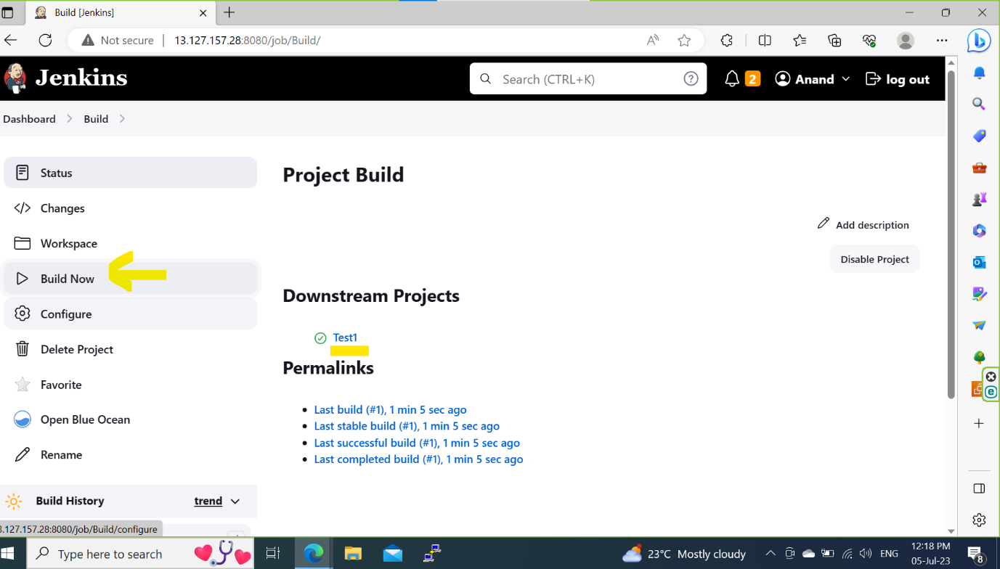 Build [Jenkins]
Not secure 13.127.157.28:8080/job/Build/
Jenkins
Search (CTRL+K)
2
Anand
log out
Dashboard
Build
Status
Changes
Workspace
Build Now
Configure
Delete Project
Favorite
Open Blue Ocean
Rename
Build History
trend
Project Build
Add description
Disable Project
Downstream Projects
Test1
Permalinks
Last build (#1), 1 min 5 sec ago
Last stable build (#1), 1 min 5 sec ago
Last successful build (#1), 1 min 5 sec ago
Last completed build (#1), 1 min 5 sec ago
3.127.157.28:8080/job/Build/configure
Type here to search
23°C Mostly cloudy
ENG
12:18 PM
05-Jul-23
8